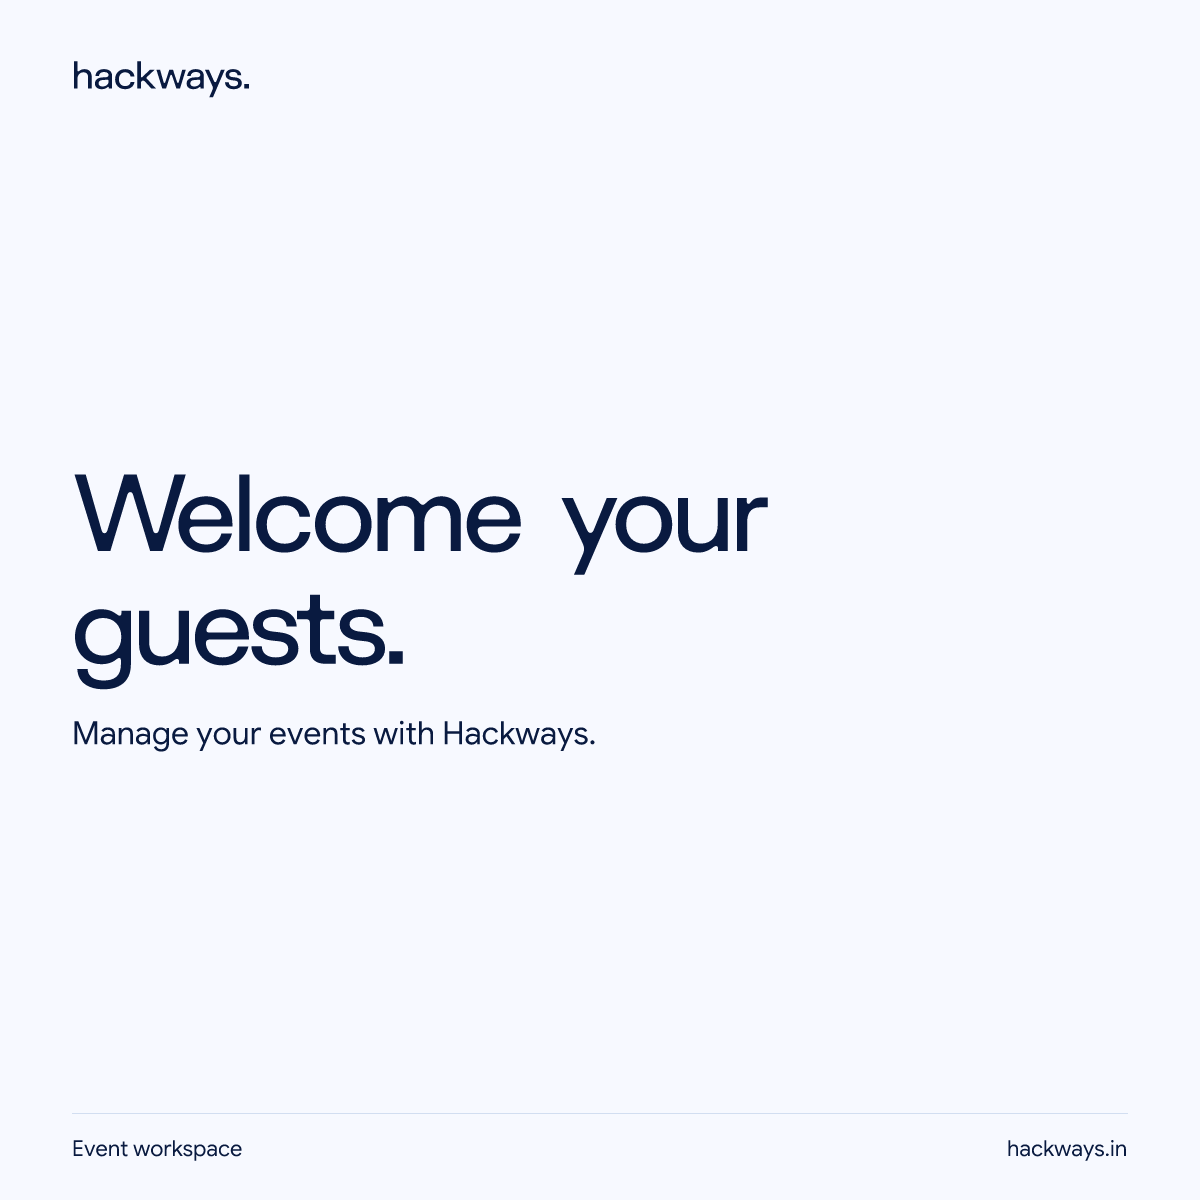 hackways.
Welcome your
guests.
Manage your events with Hackways.
Event workspace
hackways.in